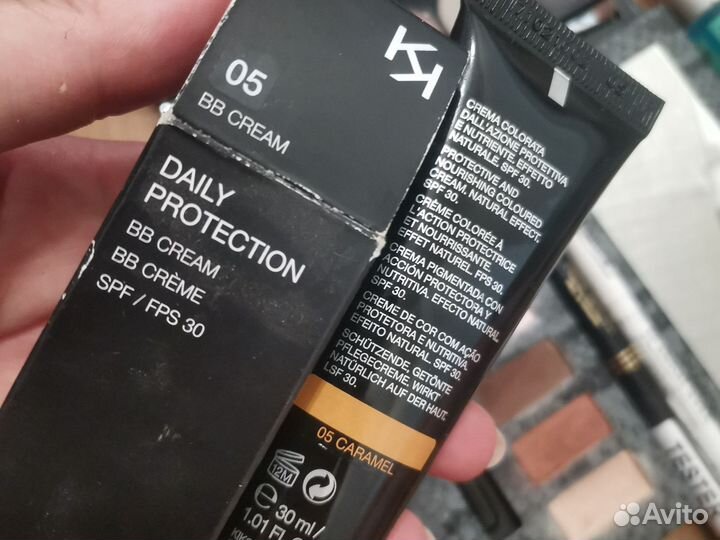 05
BB CREAM
DAILY
PROTECTION
BB CREAM
BB CRÈME
SPF / FPS 30
CREMA COLORATA
DALL'AZIONE PROTETTIVA
E NUTRIENTE. EFFETTO
NATURALE. SPF 30.
PROTECTIVE AND
NOURISHING COLOURED
CREAM. NATURAL EFFECT.
SPF 30.
CRÈME COLORÉE À
L'ACTION PROTECTRICE
ET NOURRISSANTE.
EFFET NATUREL. FPS 30.
CREMA PIGMENTADA CON
ACCIÓN PROTECTORA Y
NUTRITIVA. EFECTO NATURAL.
SPF 30.
CREME DE COR COM AÇÃO
PROTETORA E NUTRITIVA.
EFEITO NATURAL. SPF 30.
SCHÜTZENDE, GETÖNTE
PFLEGECREME. WIRKT
NATÜRLICH AUF DER HAUT.
LSF 30.
05 CARAMEL
12M
e 30 ml /
1.01 FL
TESTE
Avito